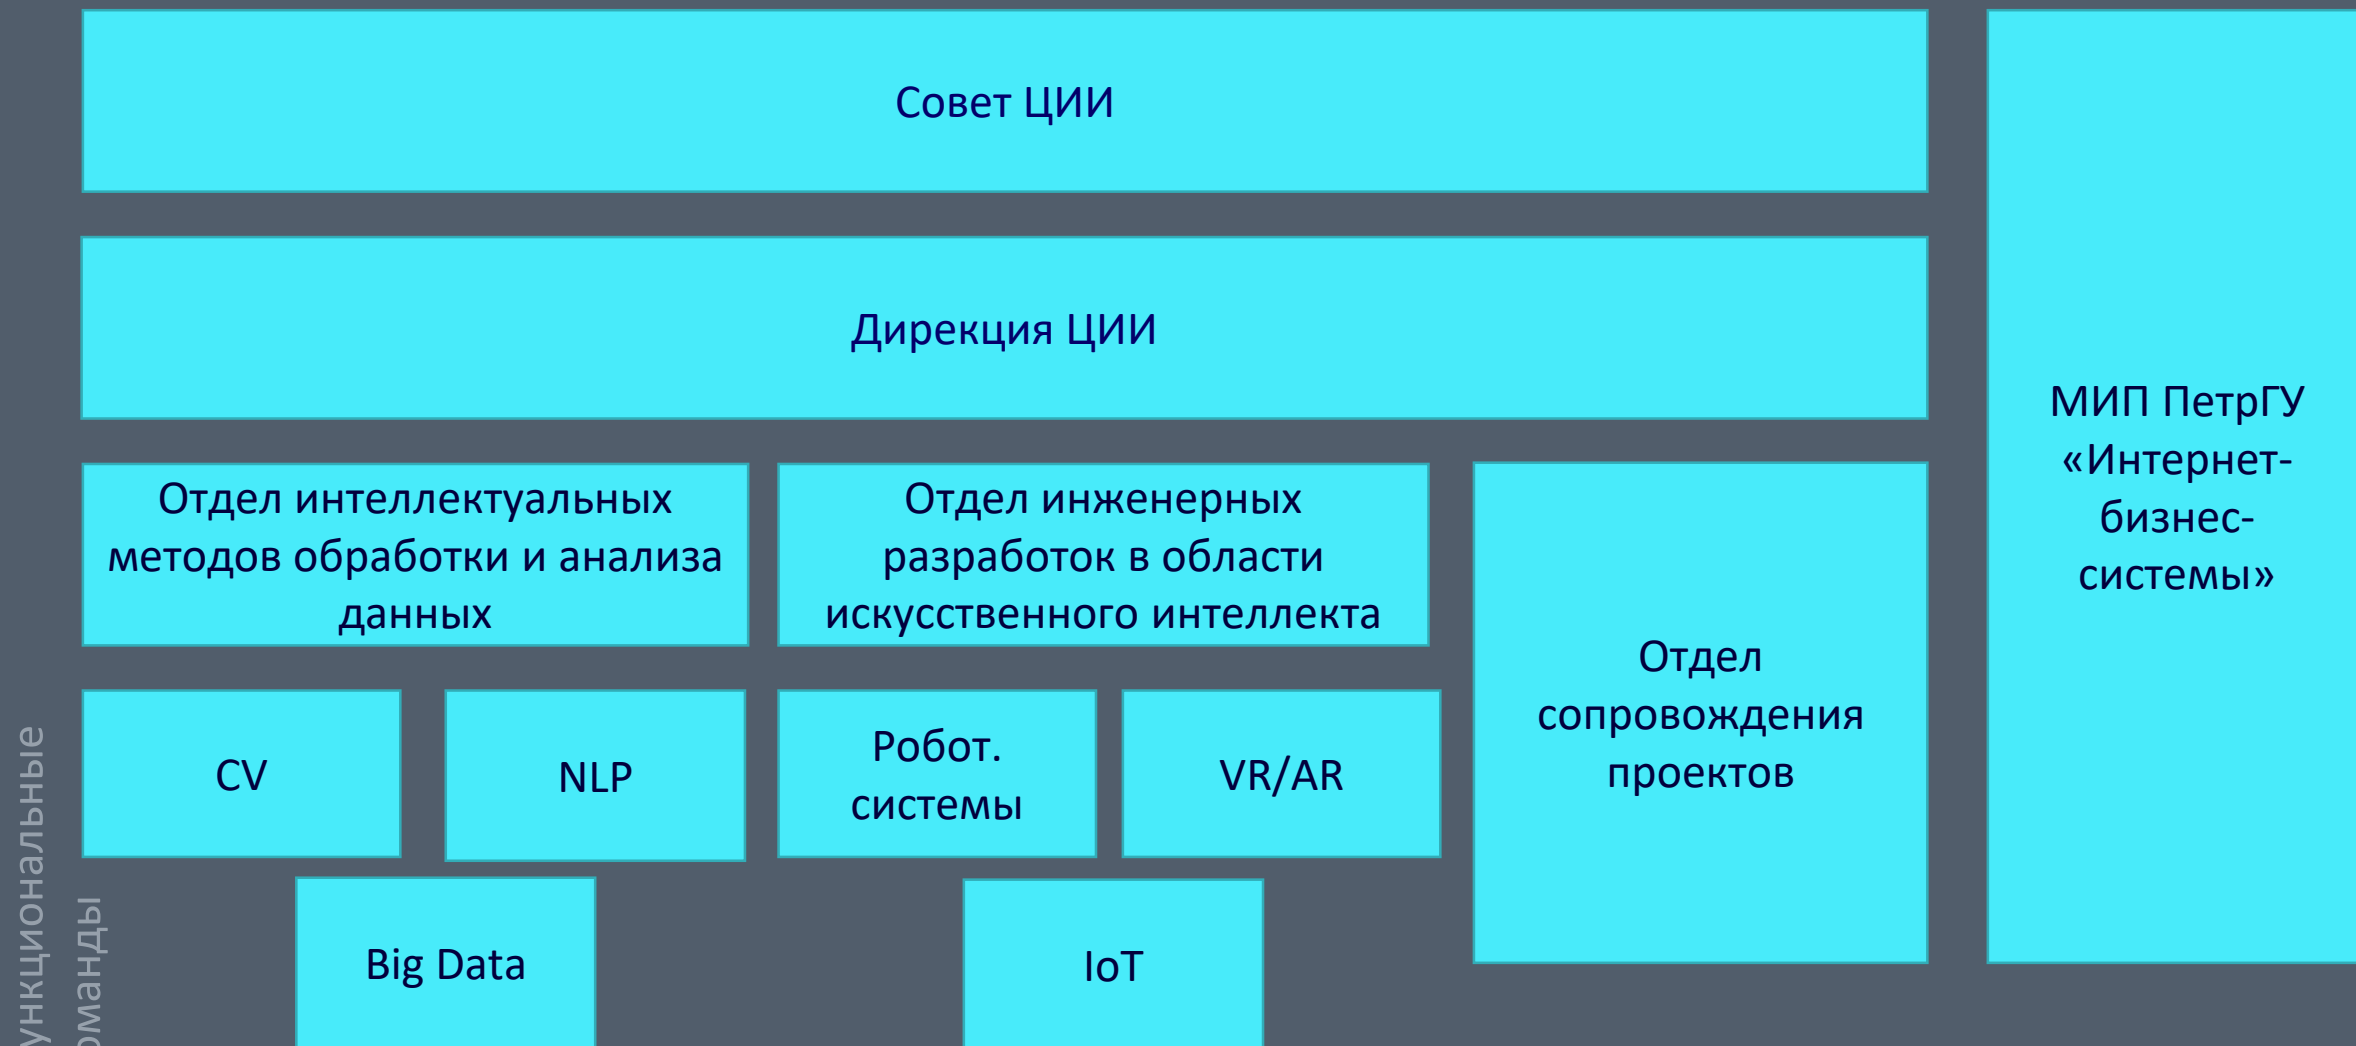 Совет ЦИИ
Дирекция ЦИИ
МИП ПетрГУ
«Интернет-
бизнес-
системы»
Отдел интеллектуальных
методов обработки и анализа
данных
Отдел инженерных
разработок в области
искусственного интеллекта
Отдел
сопровождения
проектов
CV
NLP
Робот.
системы
VR/AR
Big Data
IoT